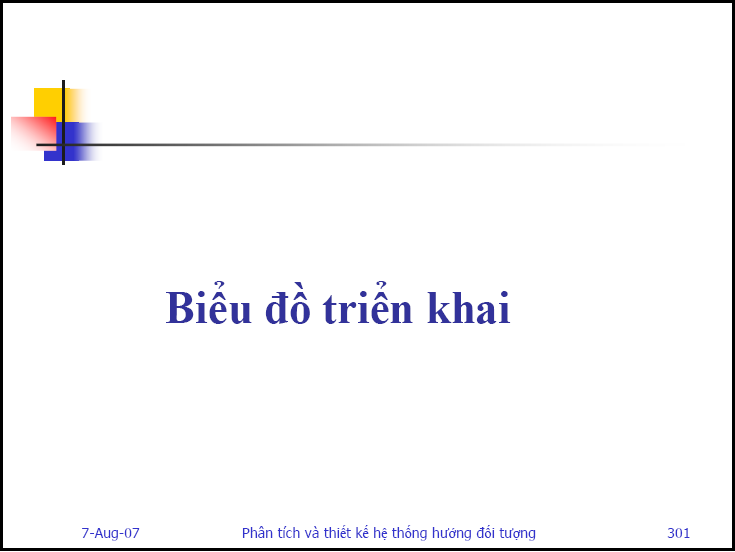 Biểu đồ triển khai
7-Aug-07 Phân tích và thiết kế hệ thống hướng đối tượng 301